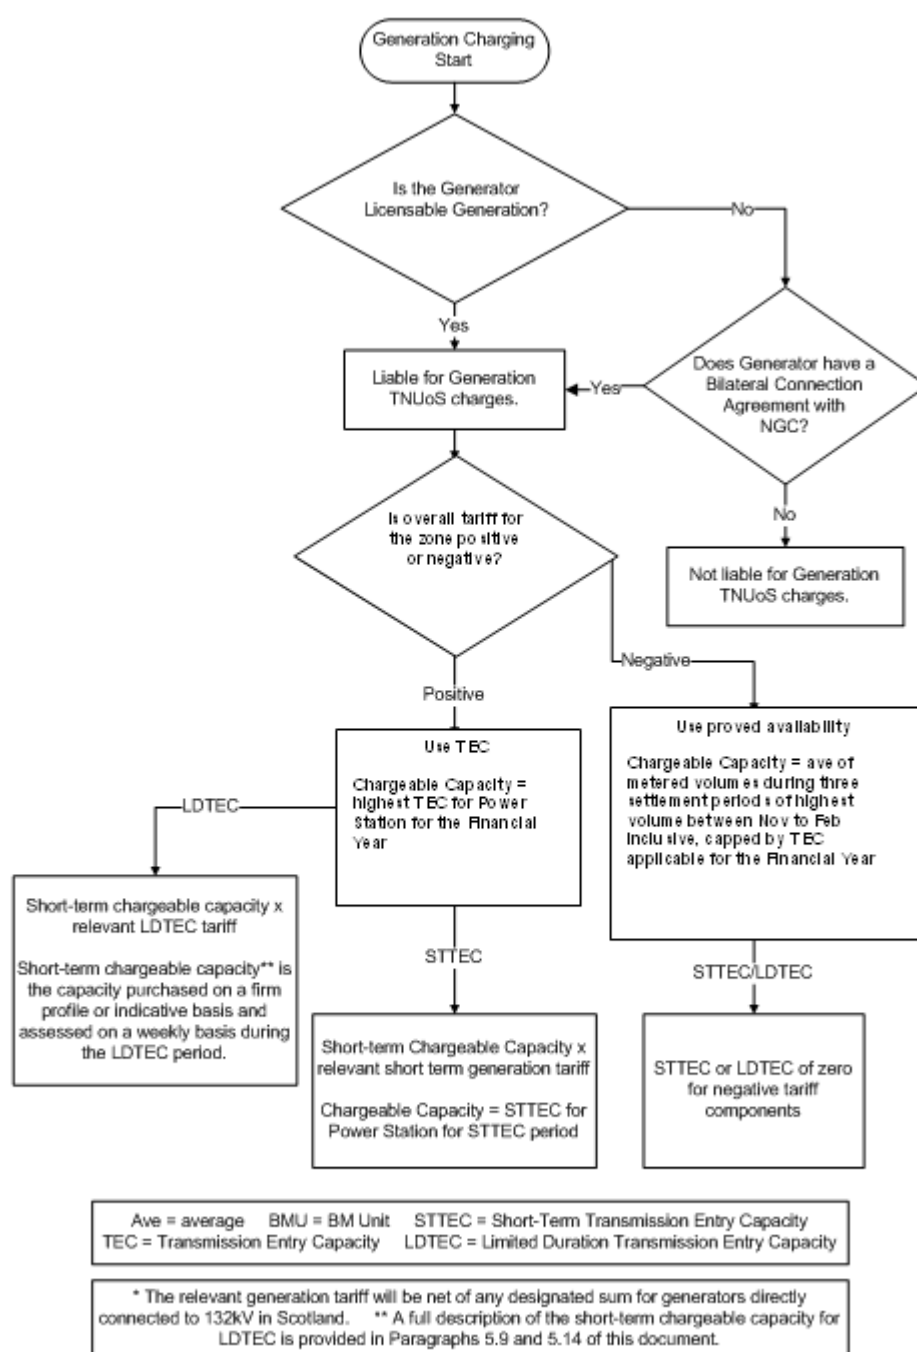 Generation Charging
Start
Is the Generator
Licensable Generation?
No
Yes
Does Generator have a
Bilateral Connection
Agreement with
NGC?
Yes
Liable for Generation
TNUoS charges.
No
Not liable for Generation
TNUoS charges.
Is overall tariff for
the zone positive
or negative?
Negative
Positive
Use TEC
Chargeable Capacity =
highest TEC for Power
Station for the Financial
Year
Use proved availability
Chargeable Capacity = ave of
metered volumes during three
settlement periods of highest
volume between Nov to Feb
inclusive, capped by TEC
applicable for the Financial Year
LDTEC
Short-term chargeable capacity x
relevant LDTEC tariff
Short-term chargeable capacity** is
the capacity purchased on a firm
profile or indicative basis and
assessed on a weekly basis during
the LDTEC period.
STTEC
Short-term Chargeable Capacity x
relevant short term generation tariff
Chargeable Capacity = STTEC for
Power Station for STTEC period
STTEC/LDTEC
STTEC or LDTEC of zero
for negative tariff
components
Ave = average BMU = BM Unit STTEC = Short-Term Transmission Entry Capacity
TEC = Transmission Entry Capacity LDTEC = Limited Duration Transmission Entry Capacity
* The relevant generation tariff will be net of any designated sum for generators directly
connected to 132kV in Scotland. ** A full description of the short-term chargeable capacity for
LDTEC is provided in Paragraphs 5.9 and 5.14 of this document.